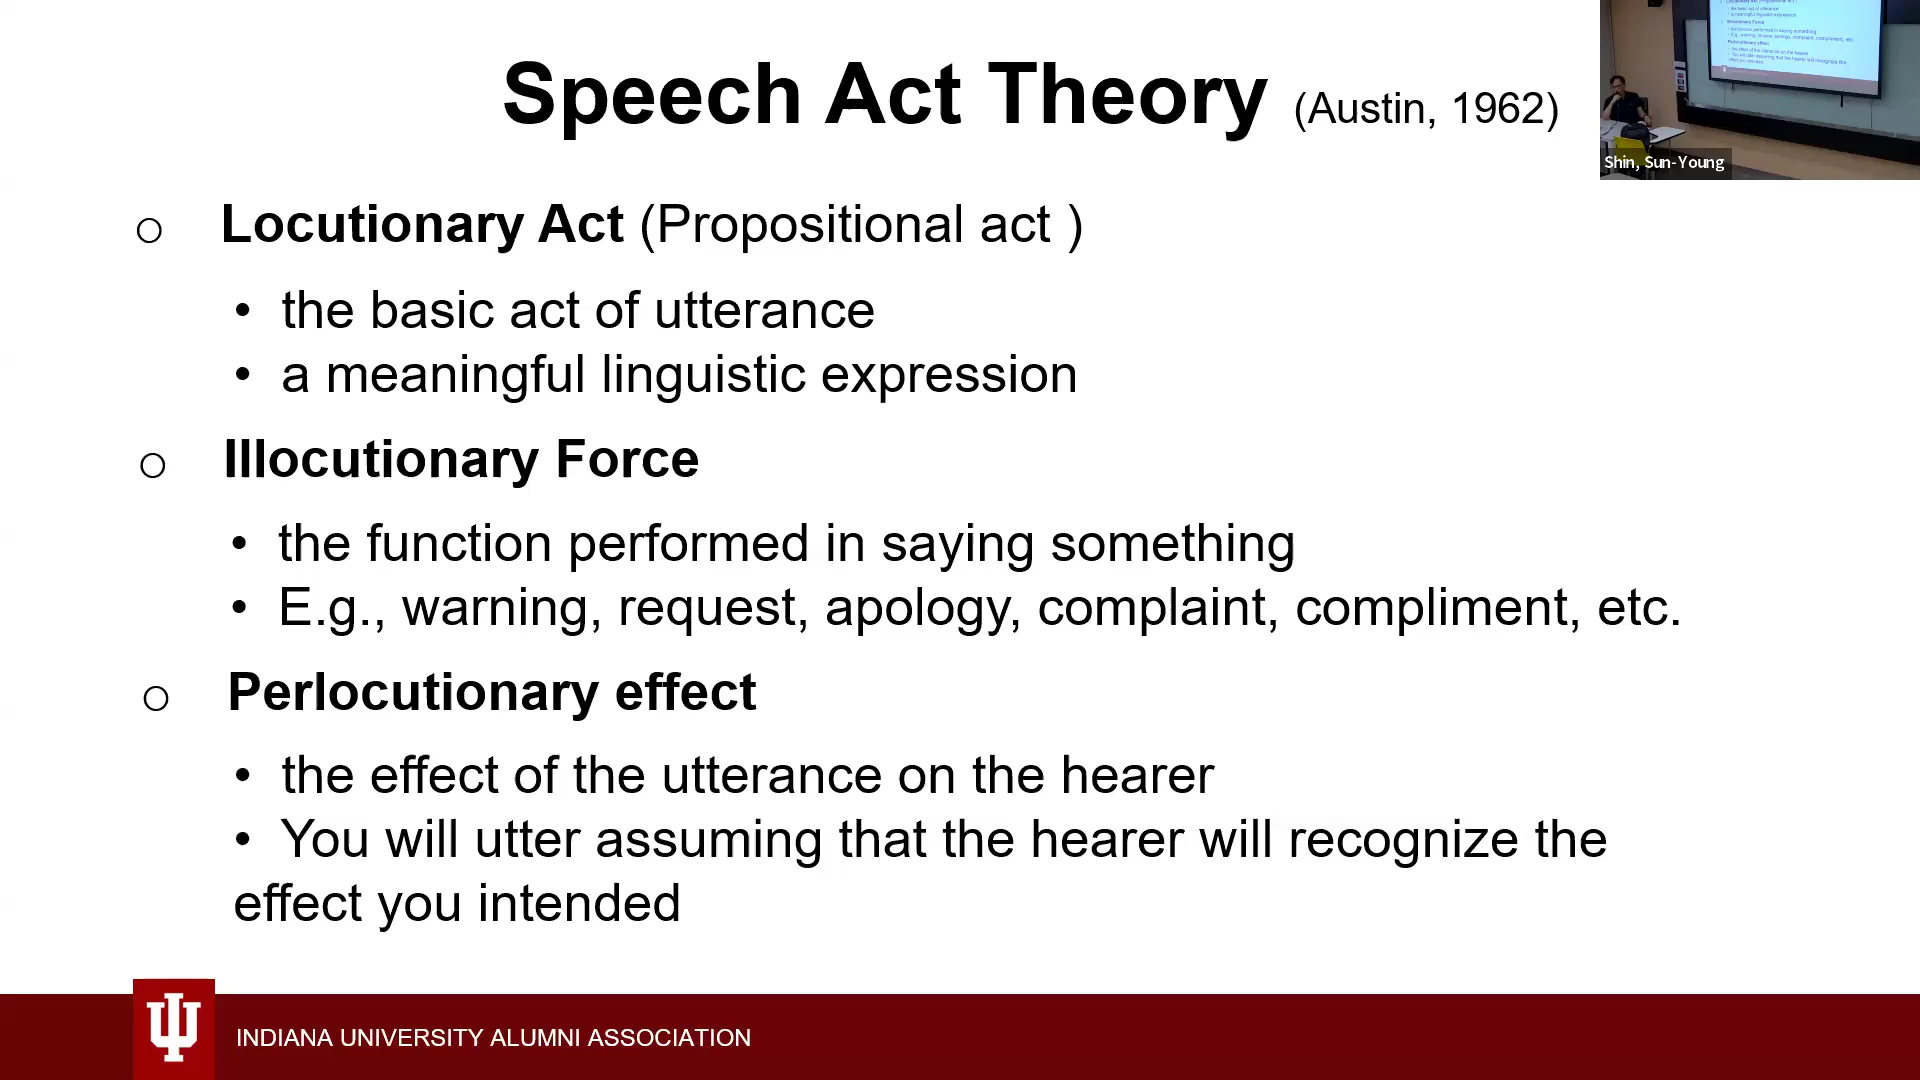 Speech Act Theory (Austin, 1962)
Shin, Sun-Young
o Locutionary Act (Propositional act )
• the basic act of utterance
• a meaningful linguistic expression
o Illocutionary Force
• the function performed in saying something
• E.g., warning, request, apology, complaint, compliment, etc.
o Perlocutionary effect
• the effect of the utterance on the hearer
• You will utter assuming that the hearer will recognize the
effect you intended
INDIANA UNIVERSITY ALUMNI ASSOCIATION